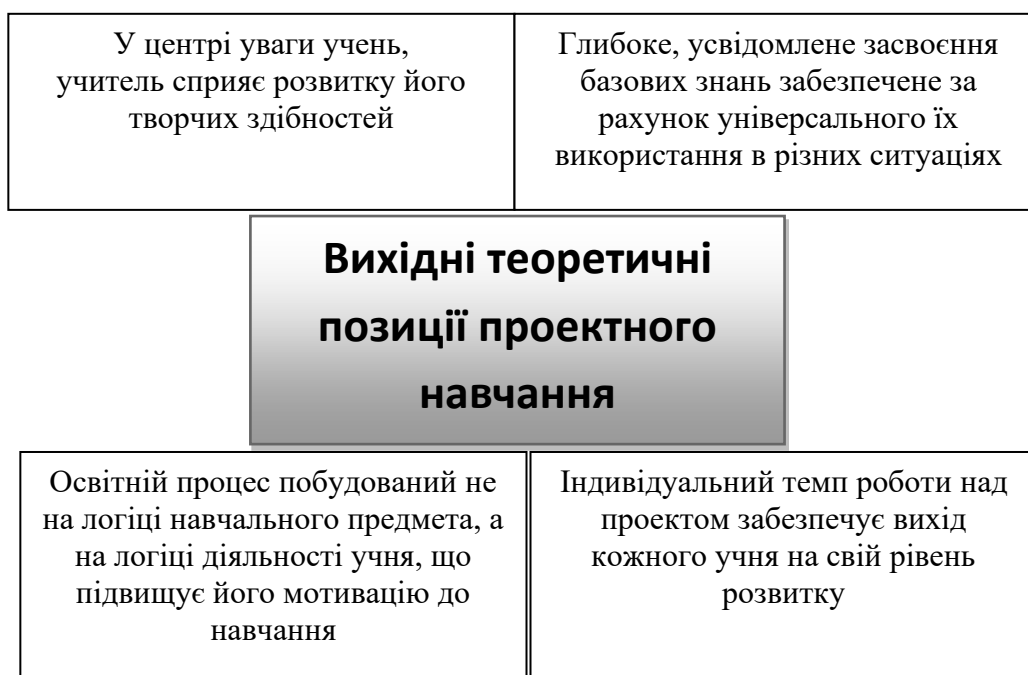 У центрі уваги учень,
учитель сприяє розвитку його
творчих здібностей
Глибоке, усвідомлене засвоєння
базових знань забезпечене за
рахунок універсального їх
використання в різних ситуаціях
Вихідні теоретичні
позиції проектного
навчання
Освітній процес побудований не
на логіці навчального предмета, а
на логіці діяльності учня, що
підвищує його мотивацію до
навчання
Індивідуальний темп роботи над
проектом забезпечує вихід
кожного учня на свій рівень
розвитку